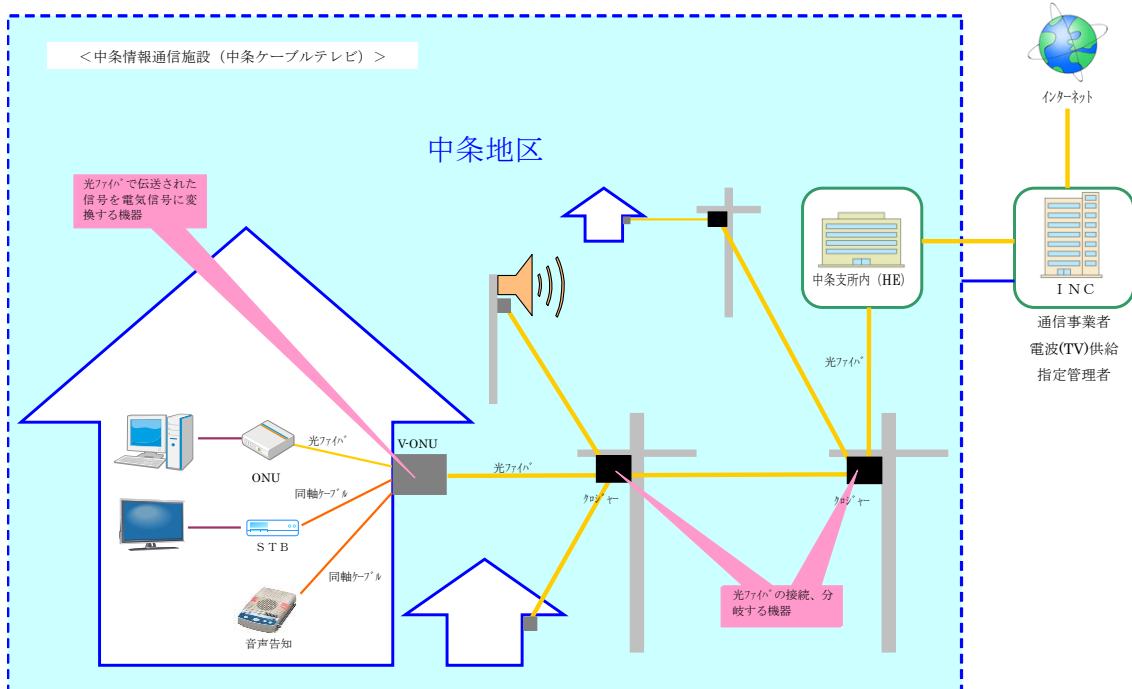 ＜中条情報通信施設（中条ケーブルテレビ）＞
インターネット
中条地区
光ﾌｧｲﾊﾞで伝送された
信号を電気信号に変
換する機器
中条支所内（HE）
ＩＮＣ
通信事業者
電波(TV)供給
指定管理者
光ﾌｧｲﾊﾞ
V-ONU
光ﾌｧｲﾊﾞ
ONU
光ﾌｧｲﾊﾞ
ｸﾛｼﾞｬｰ
ｸﾛｼﾞｬｰ
同軸ｹｰﾌﾞﾙ
ＳＴＢ
同軸ｹｰﾌﾞﾙ
音声告知
光ﾌｧｲﾊﾞの接続、分
岐する機器